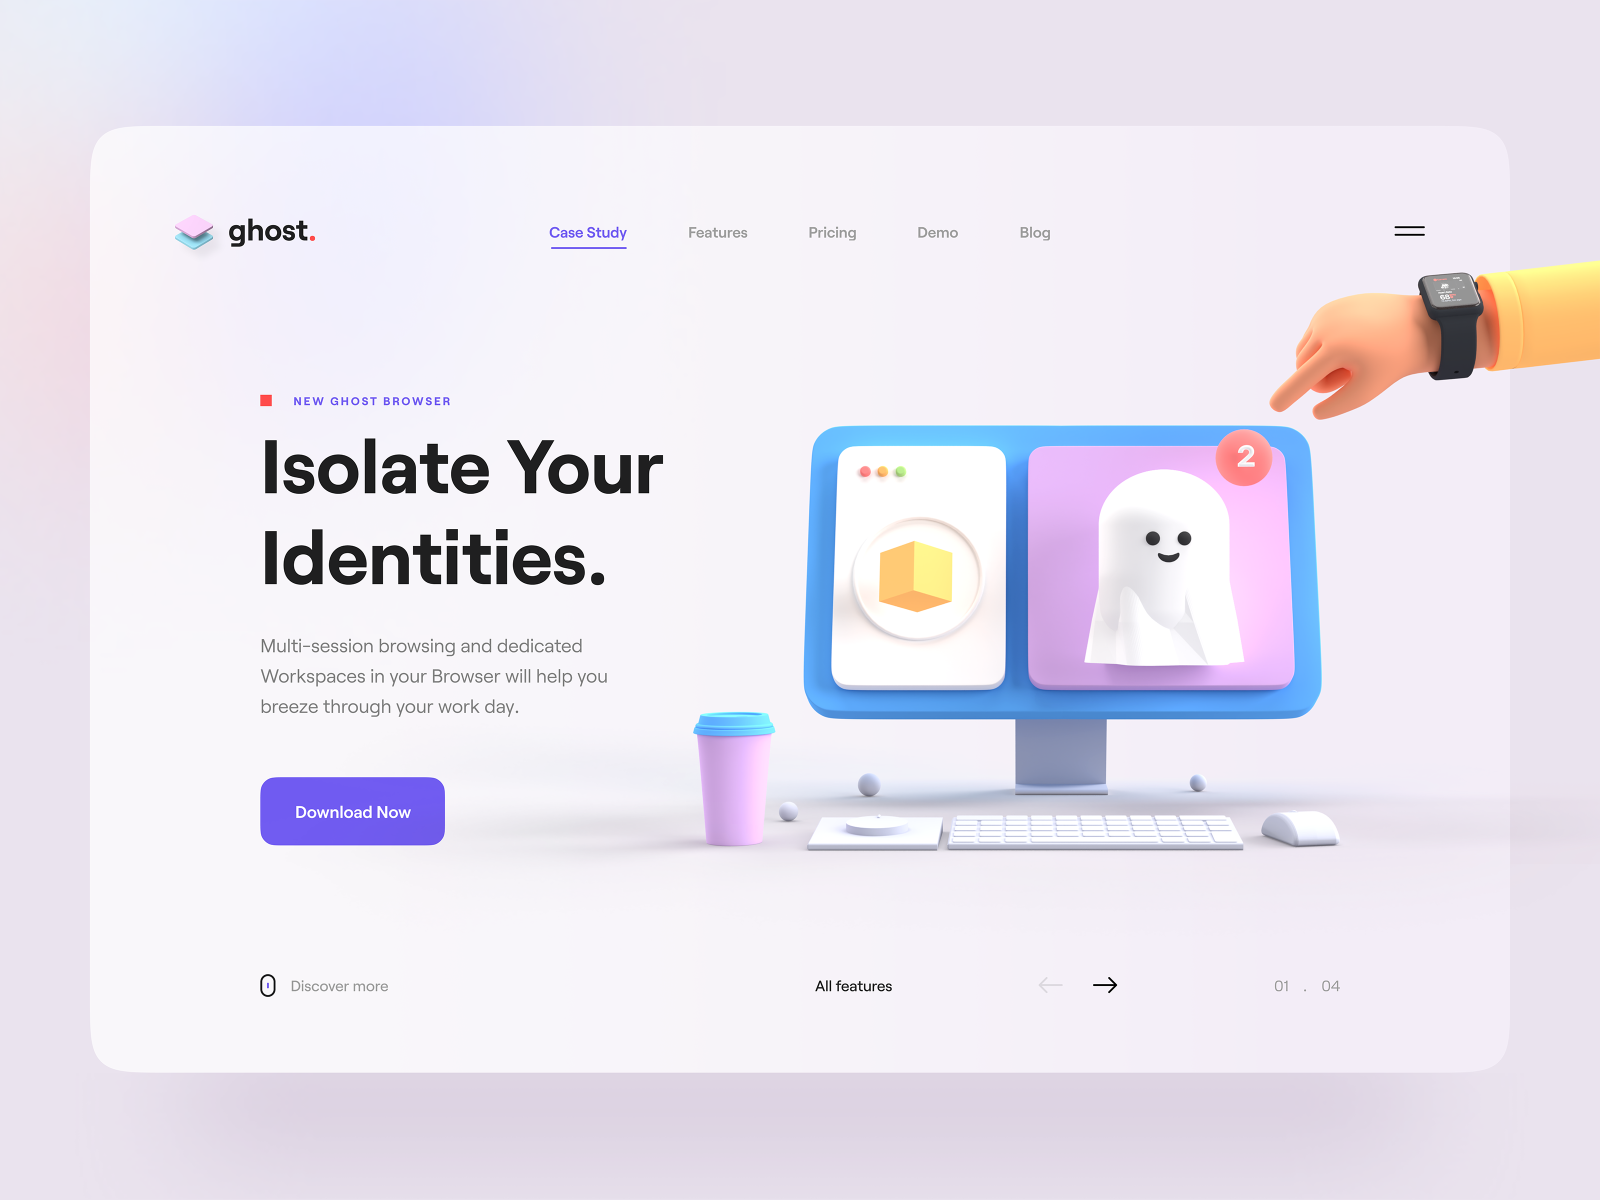 ghost.
Case Study
Features
Pricing
Demo
Blog
68
NEW GHOST BROWSER
Isolate Your
Identities.
2
Multi-session browsing and dedicated
Workspaces in your Browser will help you
breeze through your work day.
Download Now
Discover more
All features
01 . 04